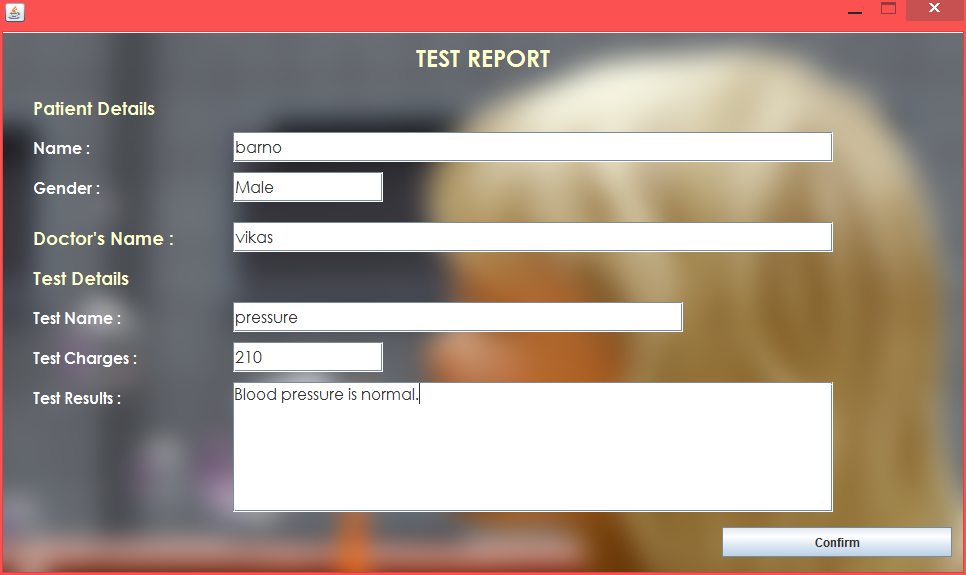 TEST REPORT
Patient Details
Name : barno
Gender : Male
Doctor's Name : vikas
Test Details
Test Name : pressure
Test Charges : 210
Test Results : Blood pressure is normal.
Confirm